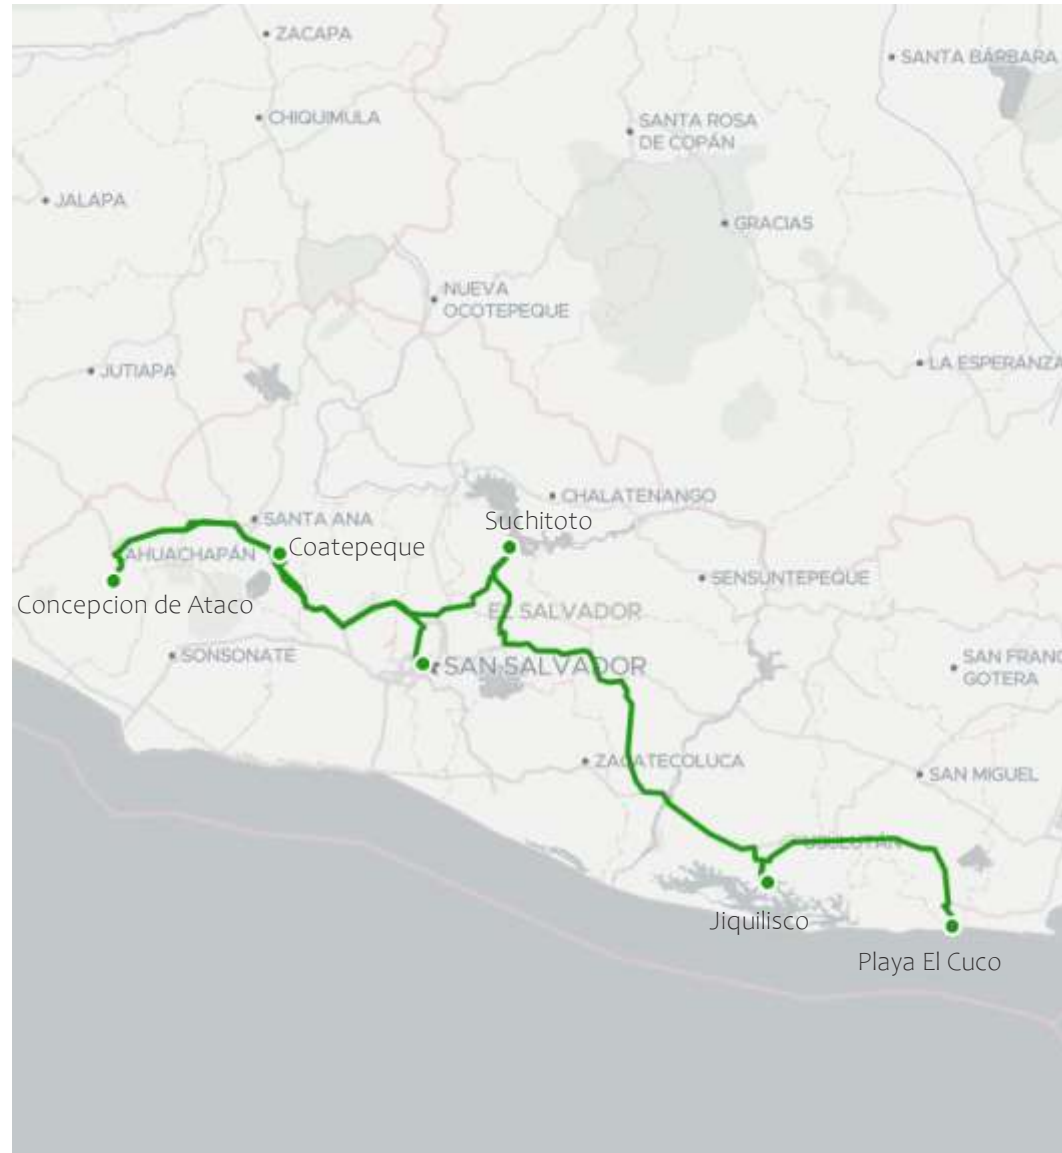 ZACAPA
SANTA BÁRBARA
CHIQUIMULA
SANTA ROSA
DE COPÁN
JALAPA
GRACIAS
NUEVA
OCOTEPEQUE
JUTIAPA
LA ESPERANZA
CHALATENANGO
SANTA ANA
Suchitoto
AHUACHAPÁN
Coatepeque
SENSUNTEPEQUE
Concepcion de Ataco
EL SALVADOR
SONSONATE
SAN SALVADOR
SAN FRANC
GOTERA
ZACATECOLUCA
SAN MIGUEL
USULUTÁN
Jiquilisco
Playa El Cuco